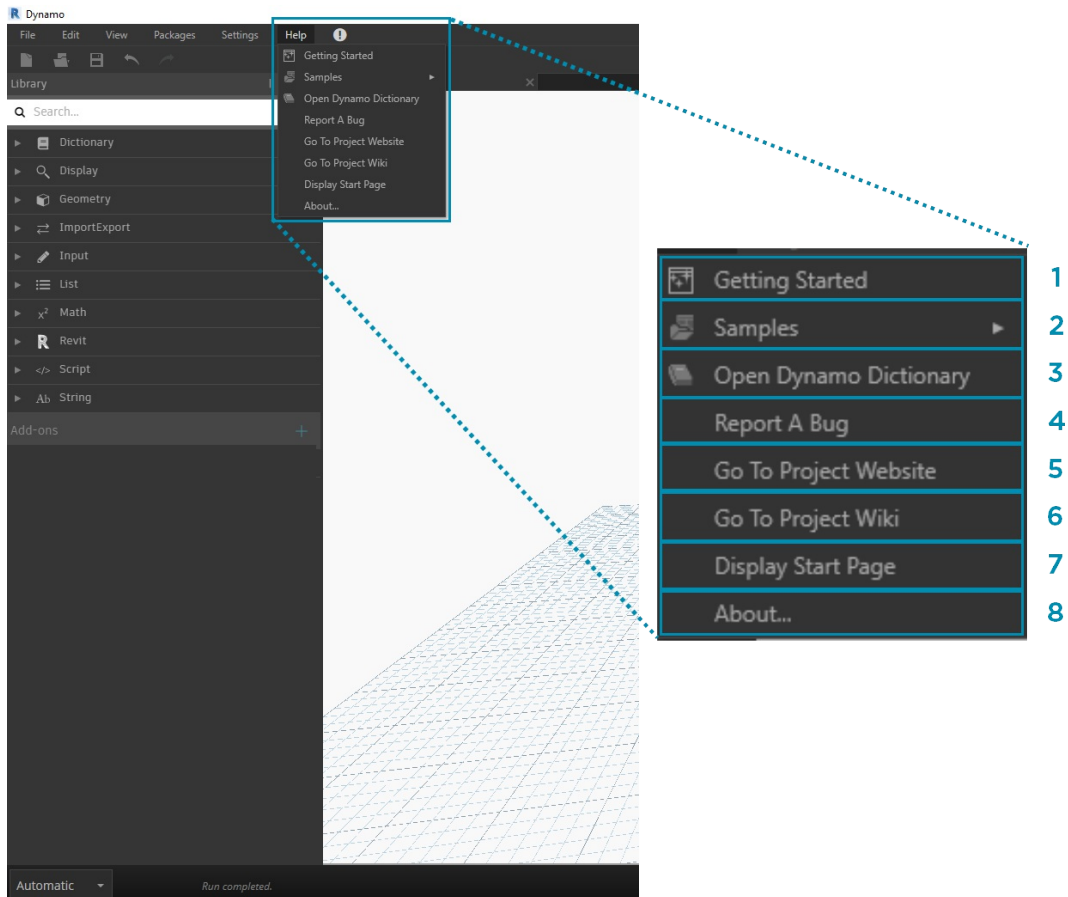 R Dynamo
File Edit View Packages Settings Help
Getting Started
Library
Samples
Search...
Open Dynamo Dictionary
Report A Bug
Dictionary
Go To Project Website
Go To Project Wiki
Display
Display Start Page
Geometry
About...
ImportExport
Input
List
x² Math
R Revit
</> Script
Ab String
Add-ons +
Automatic
Run completed.
Getting Started 1
Samples 2
Open Dynamo Dictionary 3
Report A Bug 4
Go To Project Website 5
Go To Project Wiki 6
Display Start Page 7
About... 8